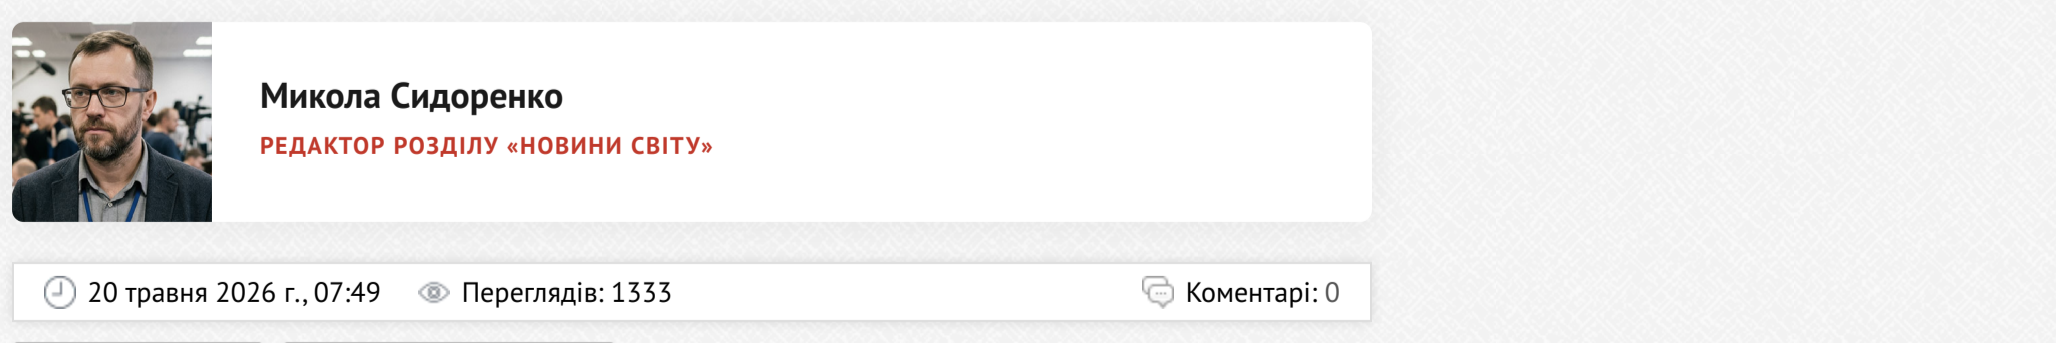 Микола Сидоренко
РЕДАКТОР РОЗДІЛУ «НОВИНИ СВІТУ»
20 травня 2026 г., 07:49 Переглядів: 1333 Коментарі: 0